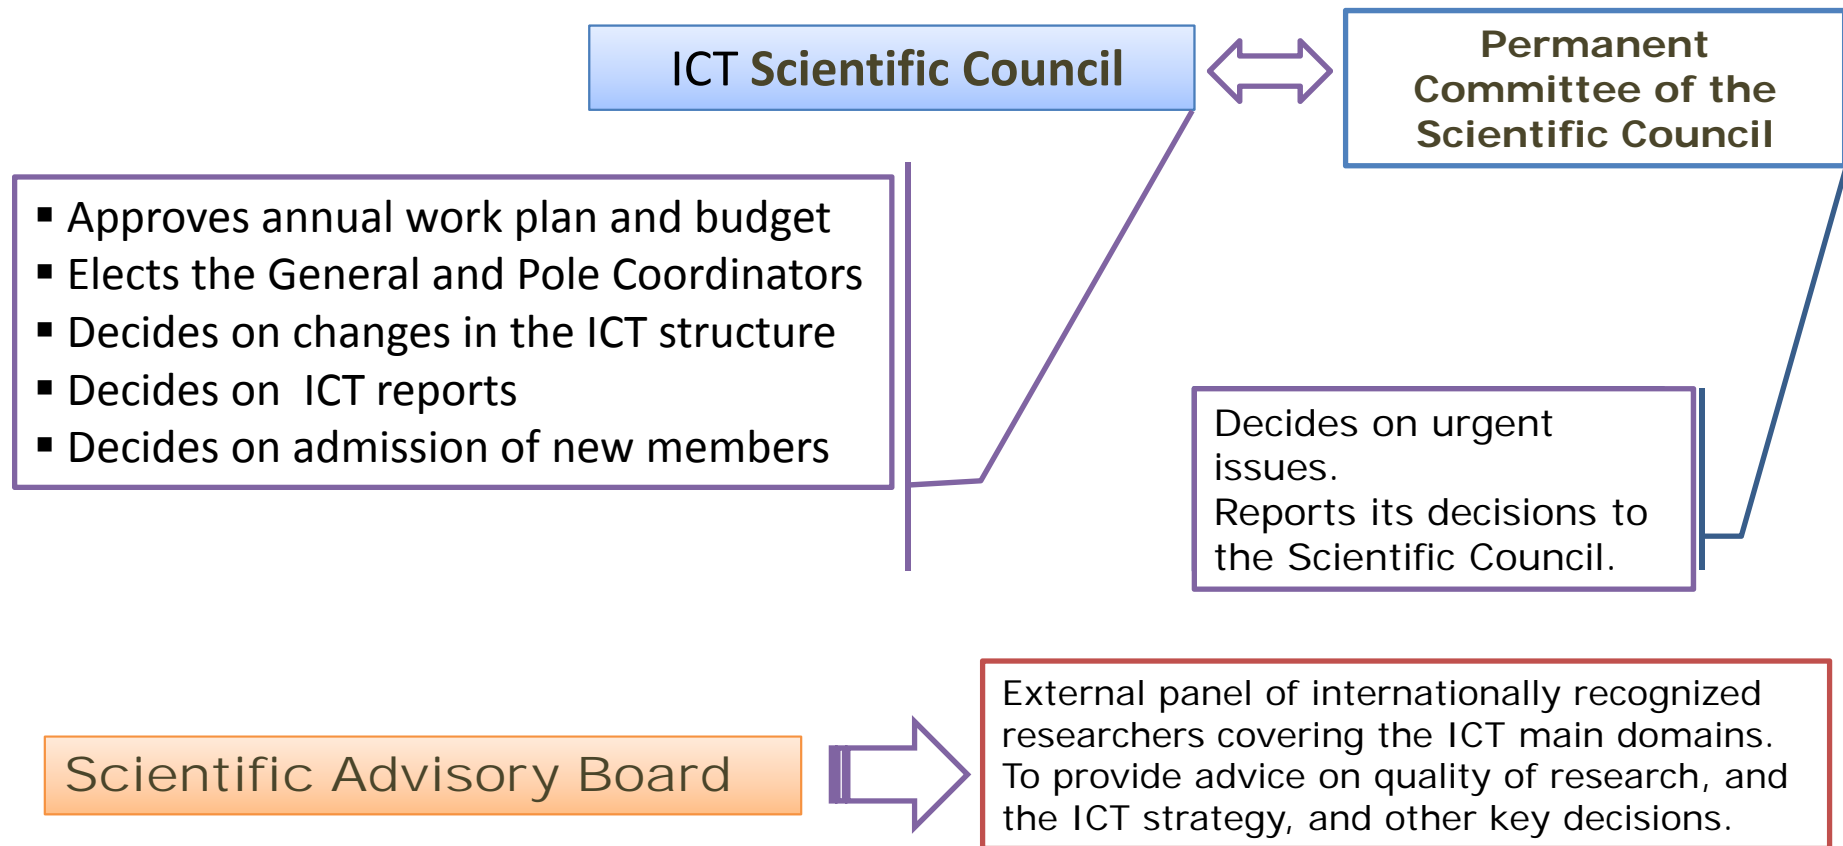 ICT Scientific Council
Permanent
Committee of the
Scientific Council
▪ Approves annual work plan and budget
▪ Elects the General and Pole Coordinators
▪ Decides on changes in the ICT structure
▪ Decides on ICT reports
▪ Decides on admission of new members
Decides on urgent
issues.
Reports its decisions to
the Scientific Council.
Scientific Advisory Board
External panel of internationally recognized
researchers covering the ICT main domains.
To provide advice on quality of research, and
the ICT strategy, and other key decisions.